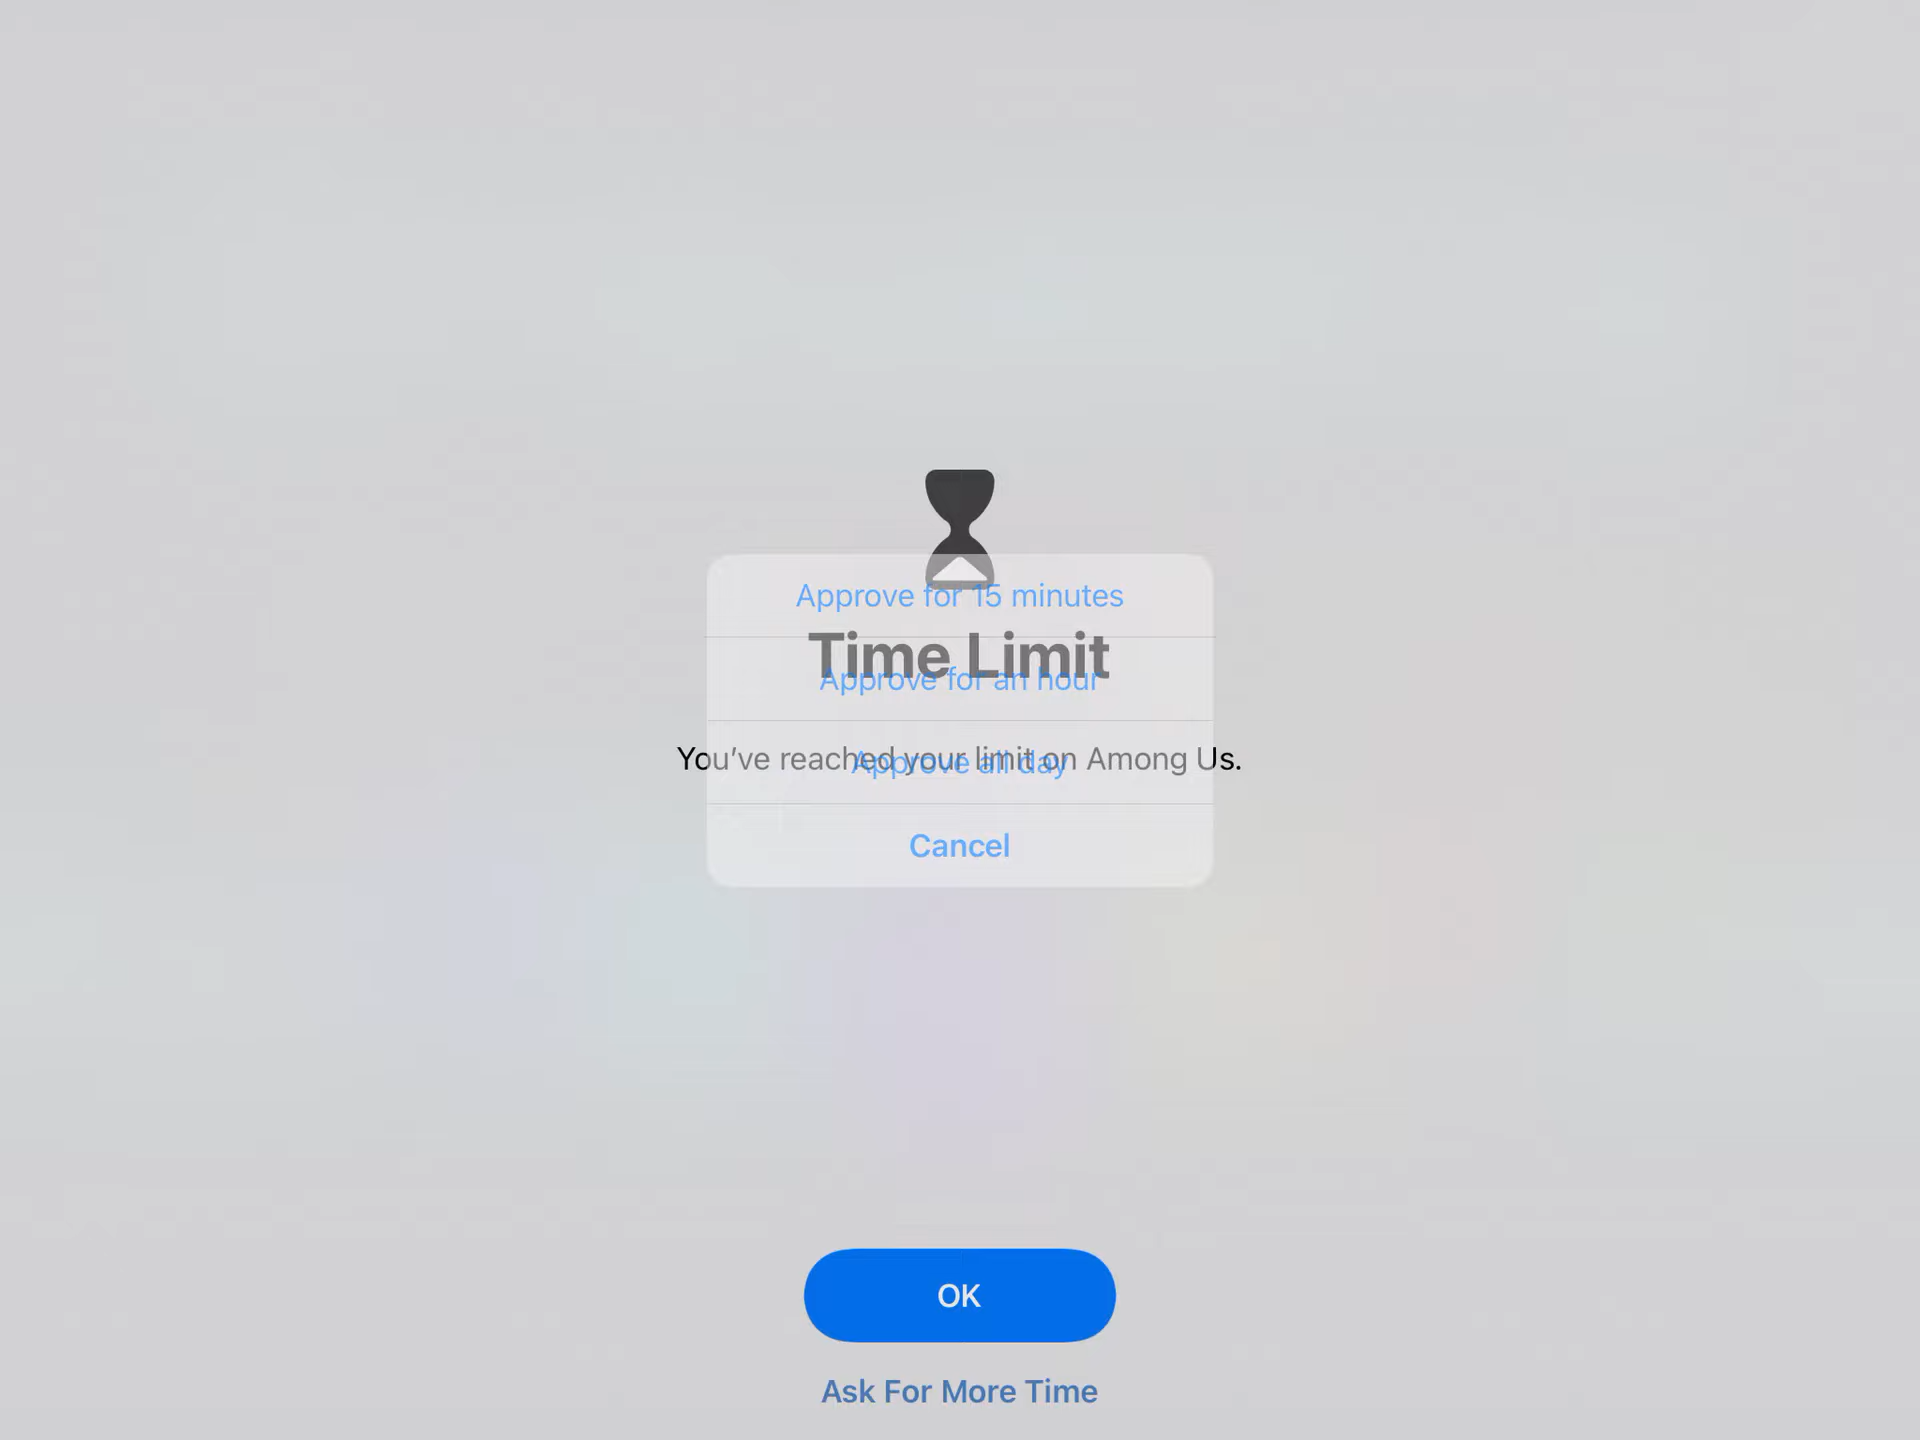 Approve for 15 minutes
Time Limit
Approve for an hour
You've reached your limit on Among Us.
Approve all day
Cancel
OK
Ask For More Time